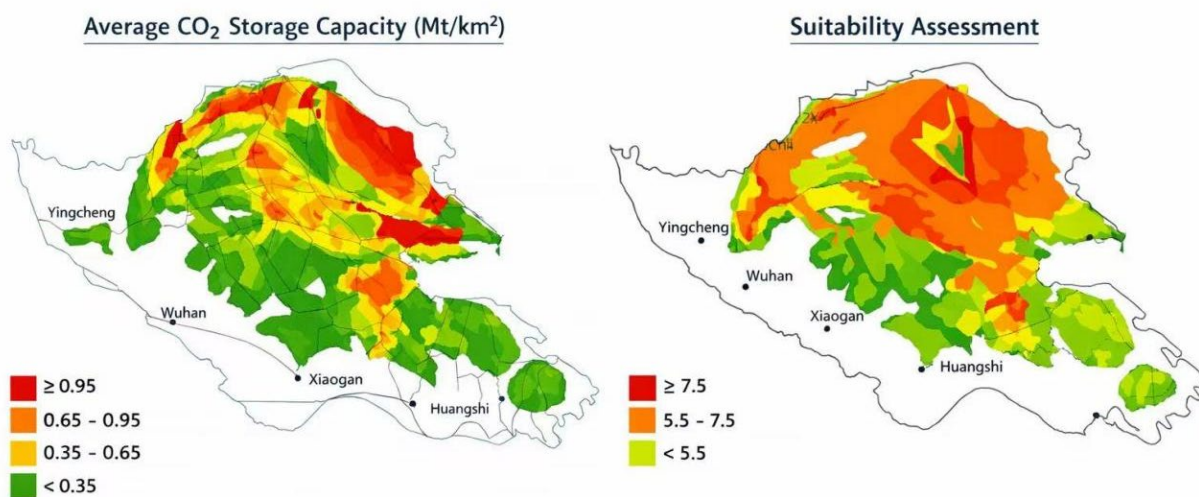 Average CO₂ Storage Capacity (Mt/km²)
Yingcheng
Wuhan
Xiaogan
Huangshi
≥ 0.95
0.65 - 0.95
0.35 - 0.65
< 0.35
Suitability Assessment
Yingcheng
Wuhan
Xiaogan
Huangshi
≥ 7.5
5.5 - 7.5
< 5.5